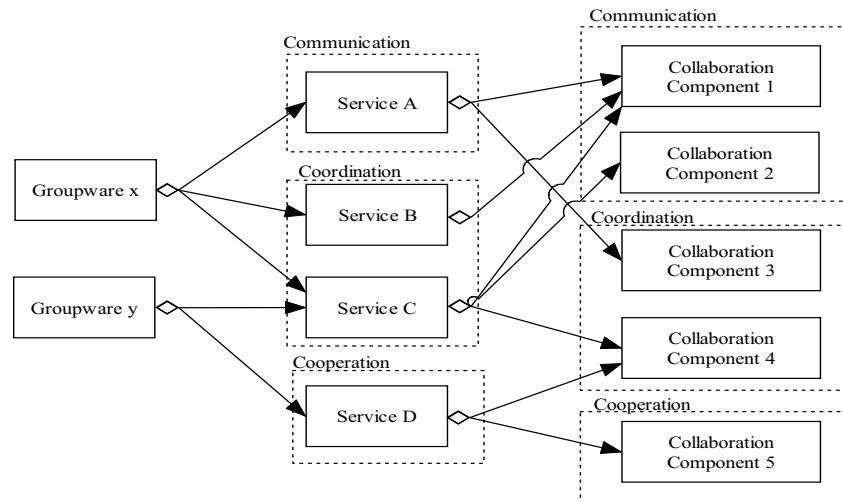 Communication
Service A
Groupware x
Coordination
Service B
Groupware y
Service C
Cooperation
Service D
Communication
Collaboration
Component 1
Collaboration
Component 2
Coordination
Collaboration
Component 3
Collaboration
Component 4
Cooperation
Collaboration
Component 5